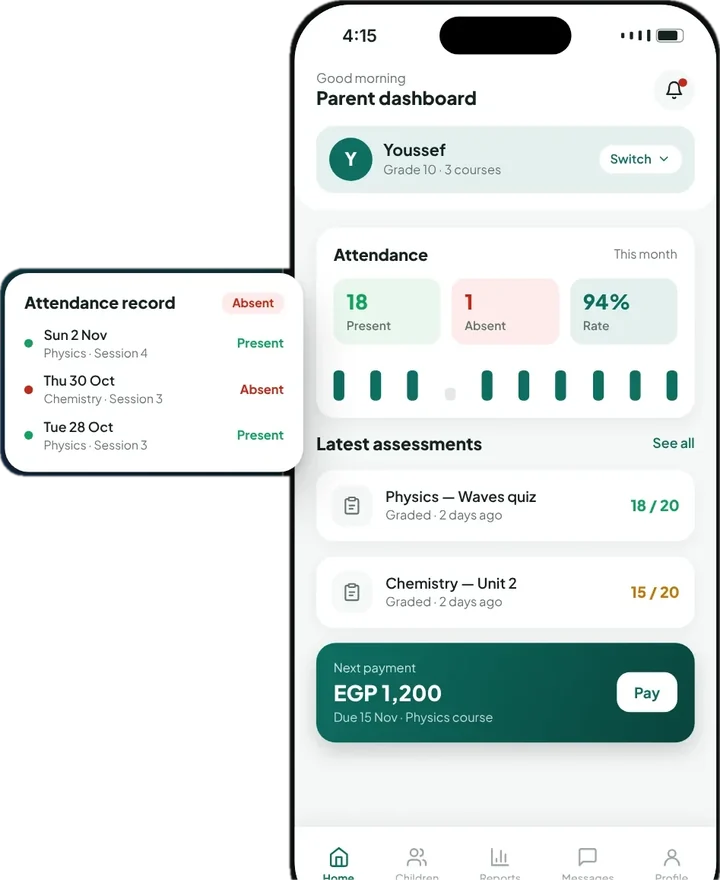 4:15
Good morning
Parent dashboard
Y
Youssef
Grade 10 · 3 courses
Switch
Attendance
This month
18
Present
1
Absent
94%
Rate
Attendance record
Absent
Sun 2 Nov
Physics · Session 4
Present
Thu 30 Oct
Chemistry · Session 3
Absent
Tue 28 Oct
Physics · Session 3
Present
Latest assessments
See all
Physics — Waves quiz
Graded · 2 days ago
18 / 20
Chemistry — Unit 2
Graded · 2 days ago
15 / 20
Next payment
EGP 1,200
Due 15 Nov · Physics course
Pay
Home
Children
Reports
Messages
Profile